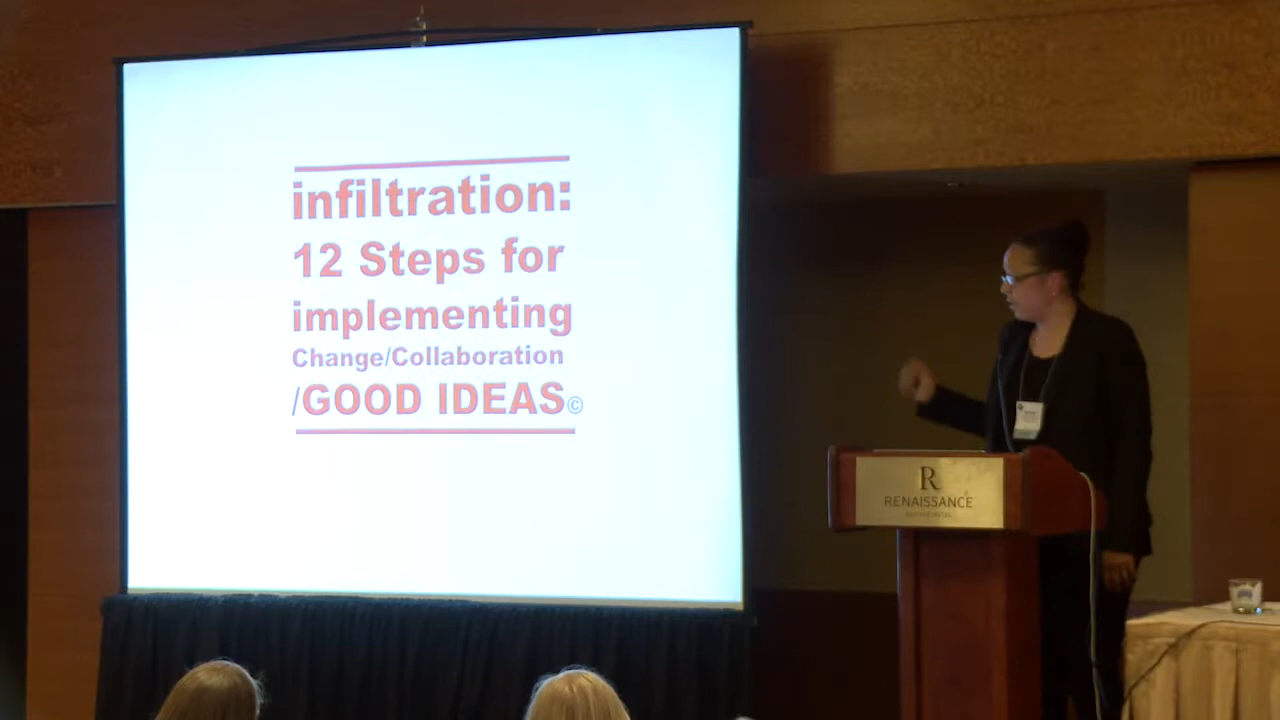 infiltration:
12 Steps for
implementing
Change/Collaboration
/GOOD IDEAS©
R
RENAISSANCE